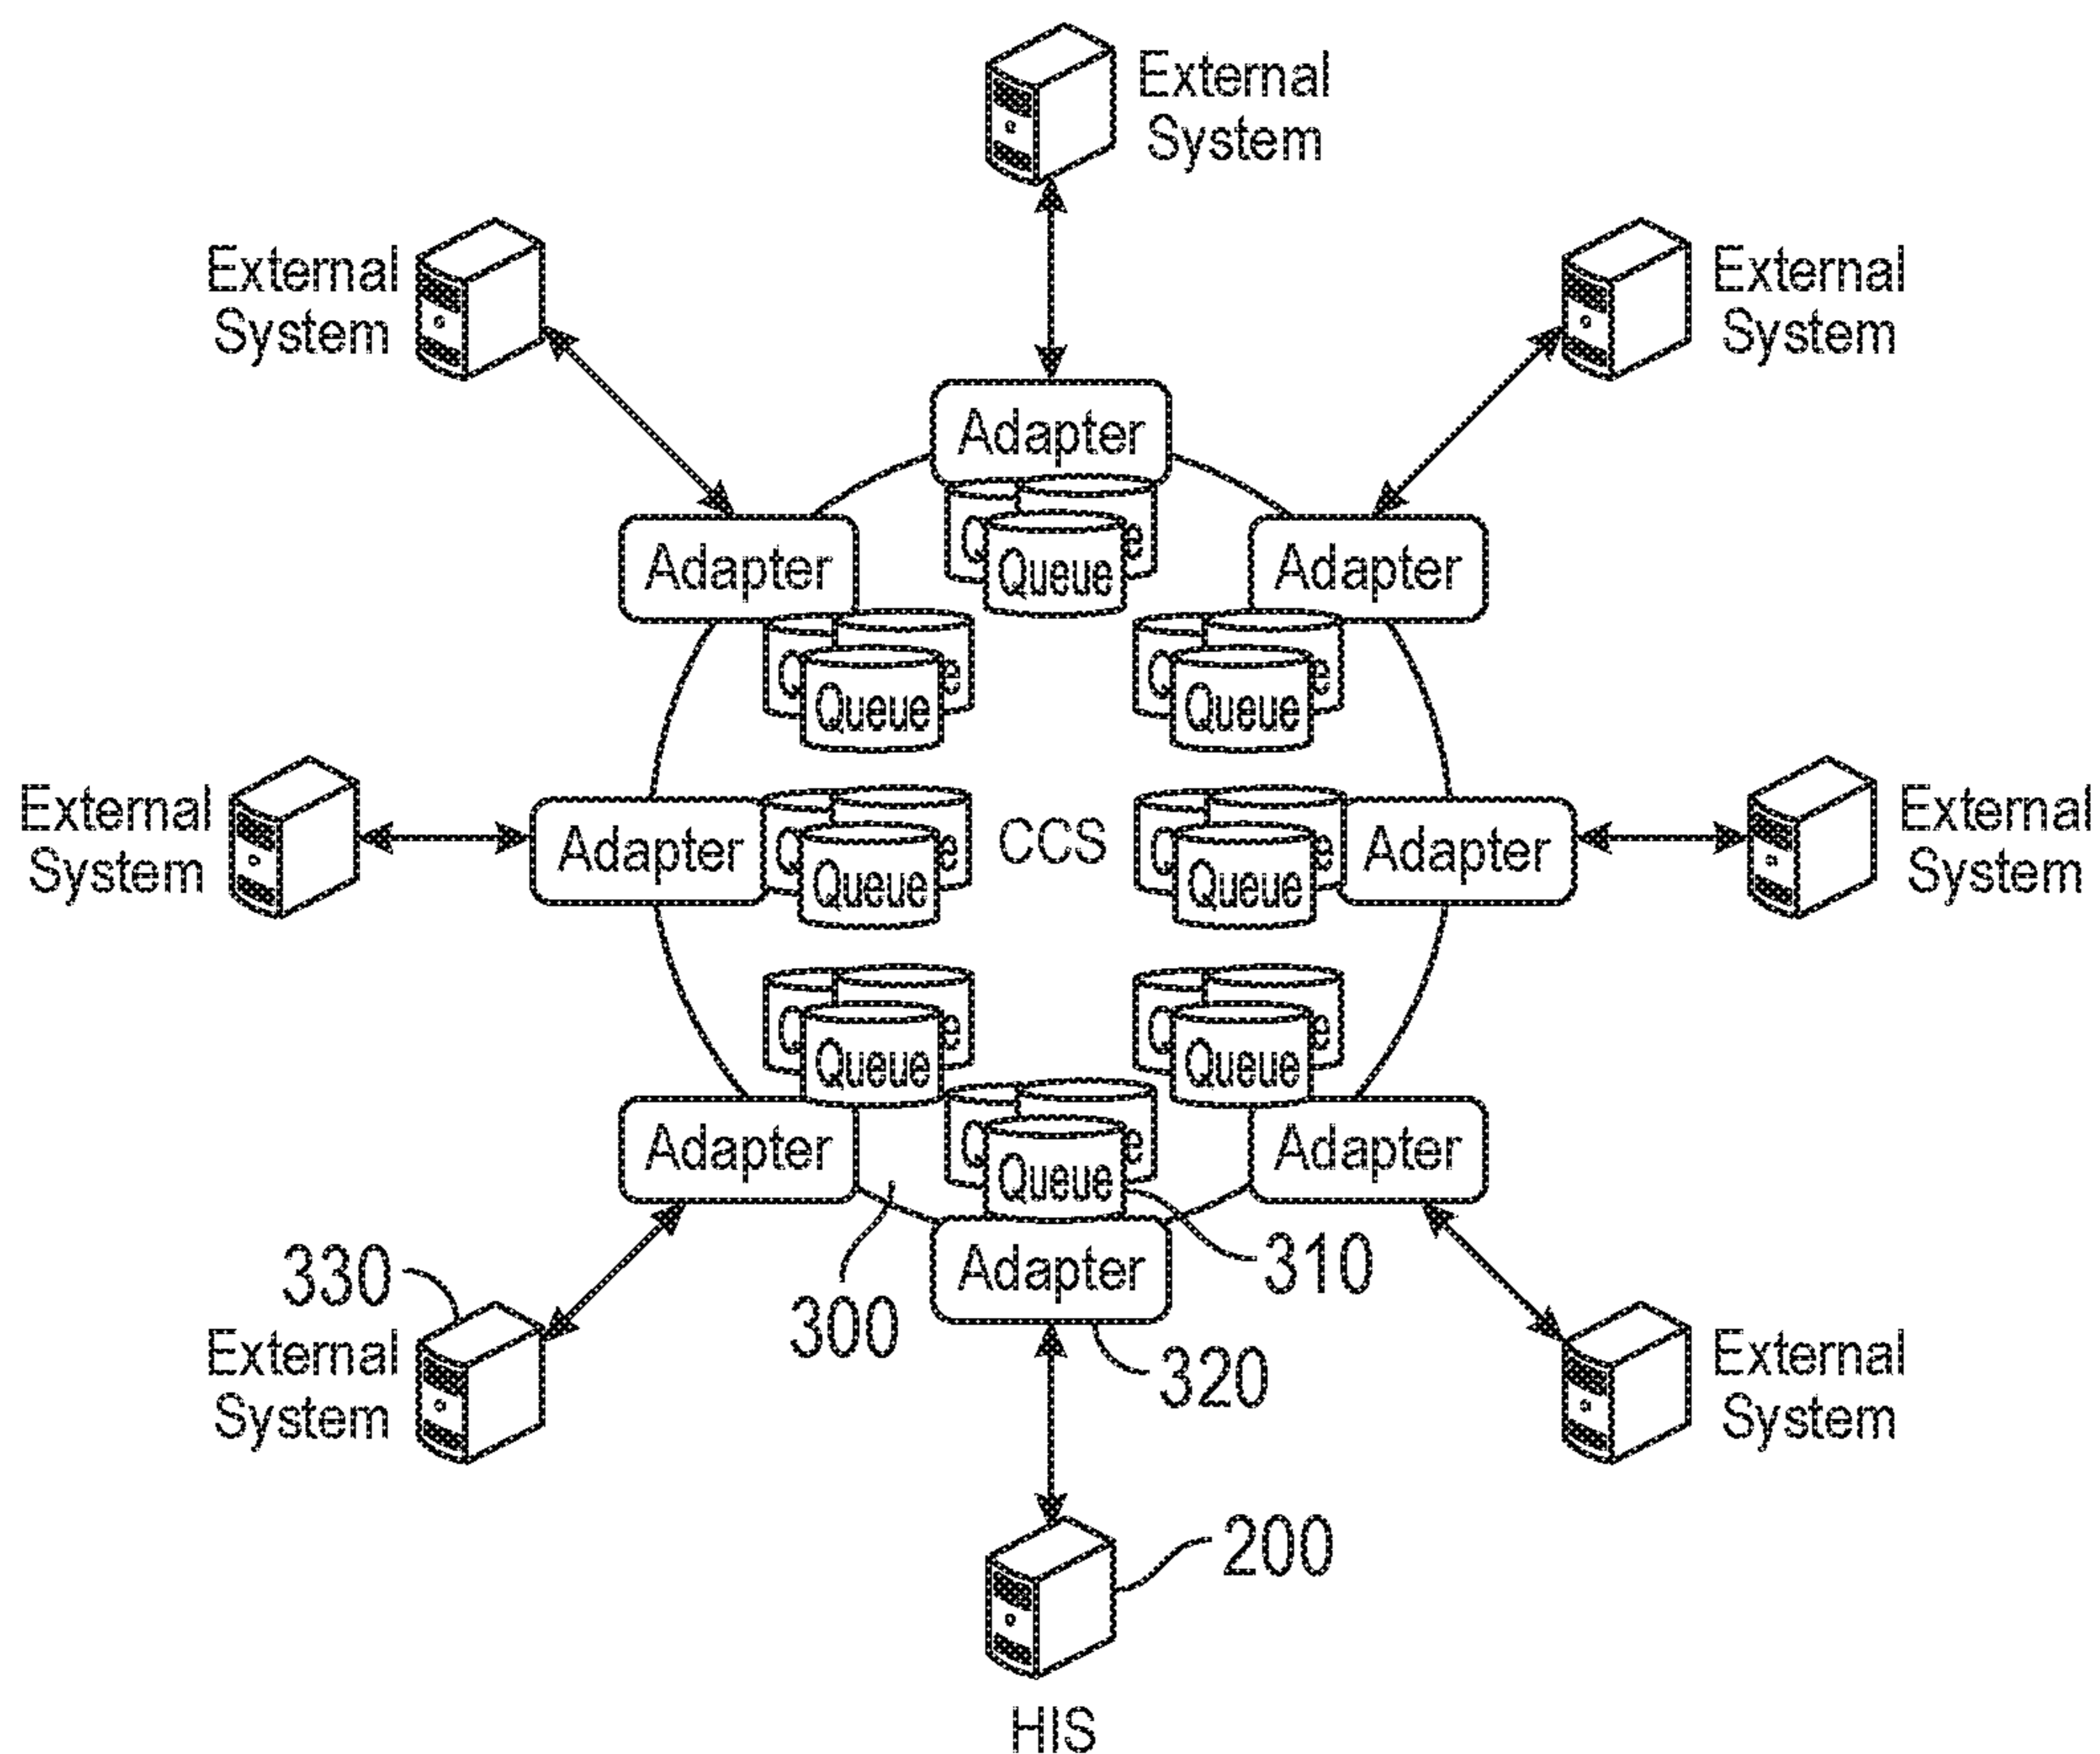 External
System
External
System
External
System
Adapter
Adapter
Adapter
Queue
Queue
Queue
External
System
Adapter
Queue
CCS
Queue
Adapter
External
System
Queue
Queue
Adapter
Queue
Adapter
330
External
System
300
Adapter
310
320
External
System
200
HIS